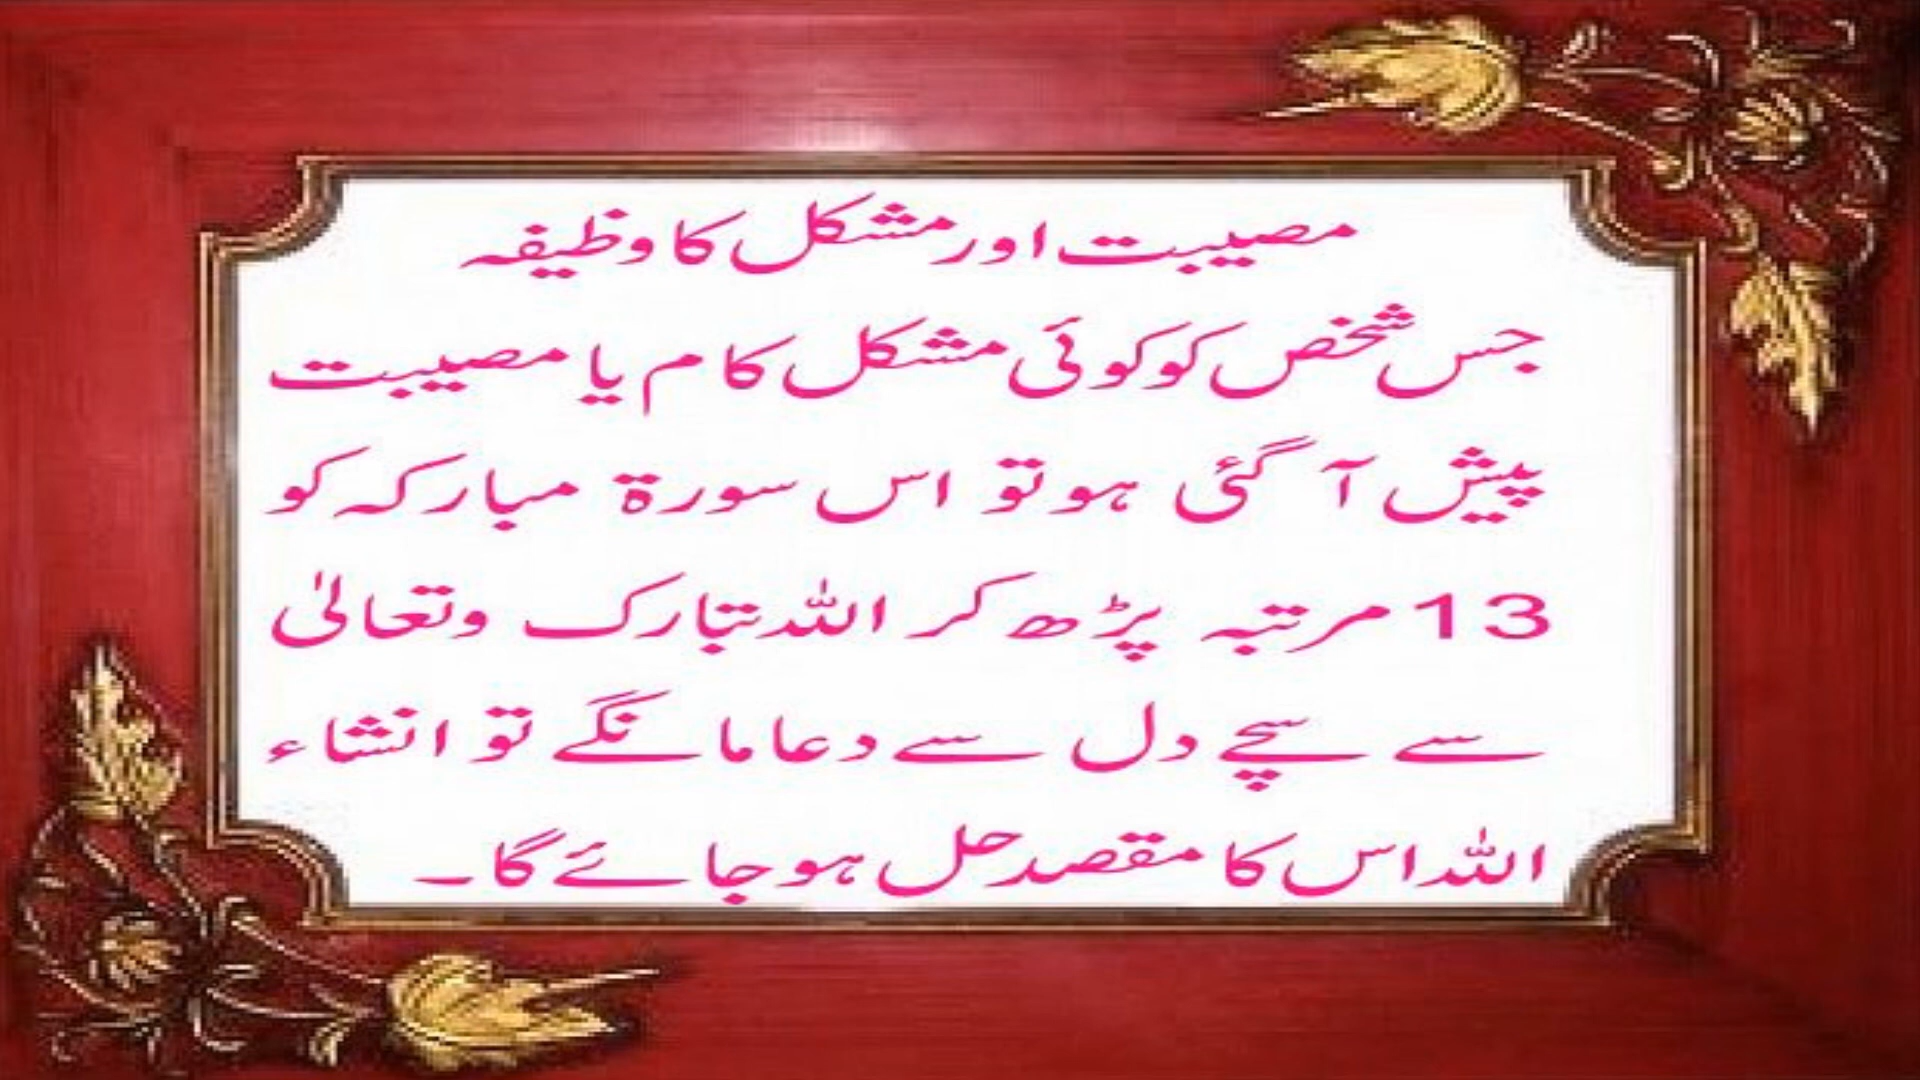 مصیبت اور مشکل کا وظیفہ
جس شخص کو کوئی مشکل کام یا مصیبت
پیش آ گئی ہو تو اس سورۃ مبارکہ کو
13 مرتبہ پڑھ کر اللہ تبارک وتعالیٰ
سے سچے دل سے دعا مانگے تو انشاء
اللہ اس کا مقصد حل ہو جائے گا۔